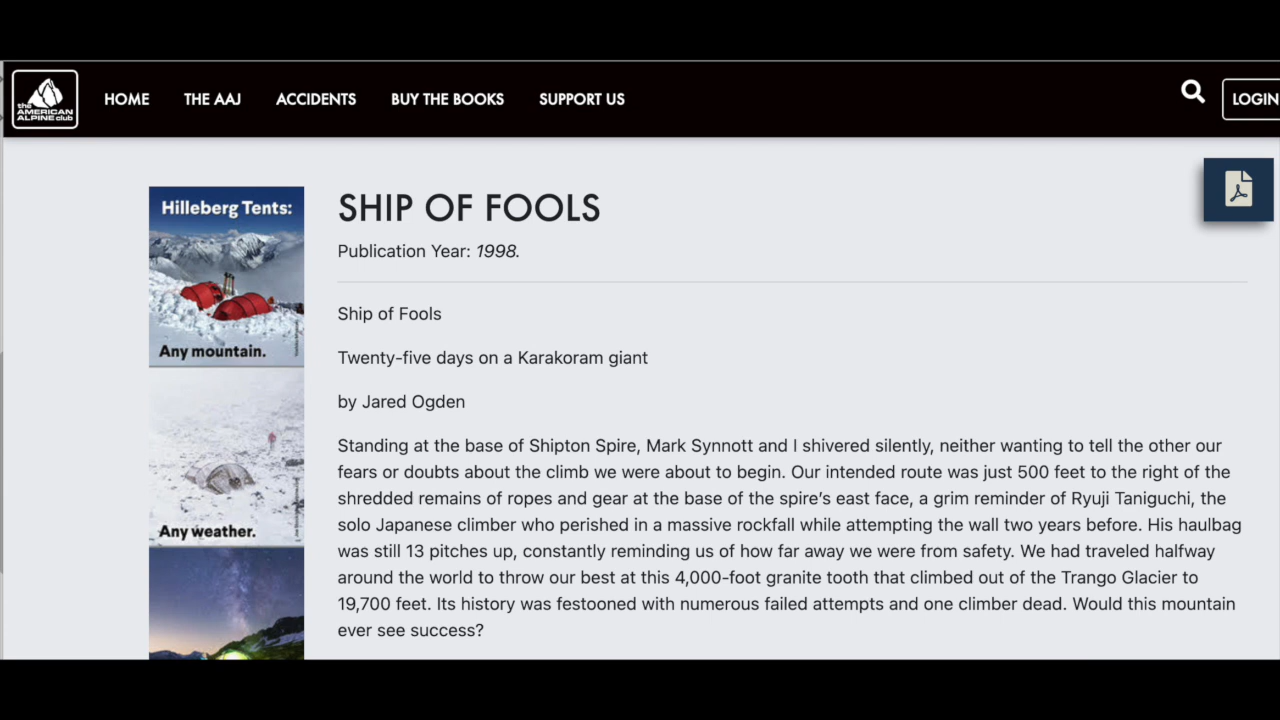 the
AMERICAN
ALPINE club
HOME
THE AAJ
ACCIDENTS
BUY THE BOOKS
SUPPORT US
LOGIN
Hilleberg Tents:
Any mountain.
Any weather.
SHIP OF FOOLS
Publication Year: 1998.
Ship of Fools
Twenty-five days on a Karakoram giant
by Jared Ogden
Standing at the base of Shipton Spire, Mark Synnott and I shivered silently, neither wanting to tell the other our
fears or doubts about the climb we were about to begin. Our intended route was just 500 feet to the right of the
shredded remains of ropes and gear at the base of the spire’s east face, a grim reminder of Ryuji Taniguchi, the
solo Japanese climber who perished in a massive rockfall while attempting the wall two years before. His haulbag
was still 13 pitches up, constantly reminding us of how far away we were from safety. We had traveled halfway
around the world to throw our best at this 4,000-foot granite tooth that climbed out of the Trango Glacier to
19,700 feet. Its history was festooned with numerous failed attempts and one climber dead. Would this mountain
ever see success?